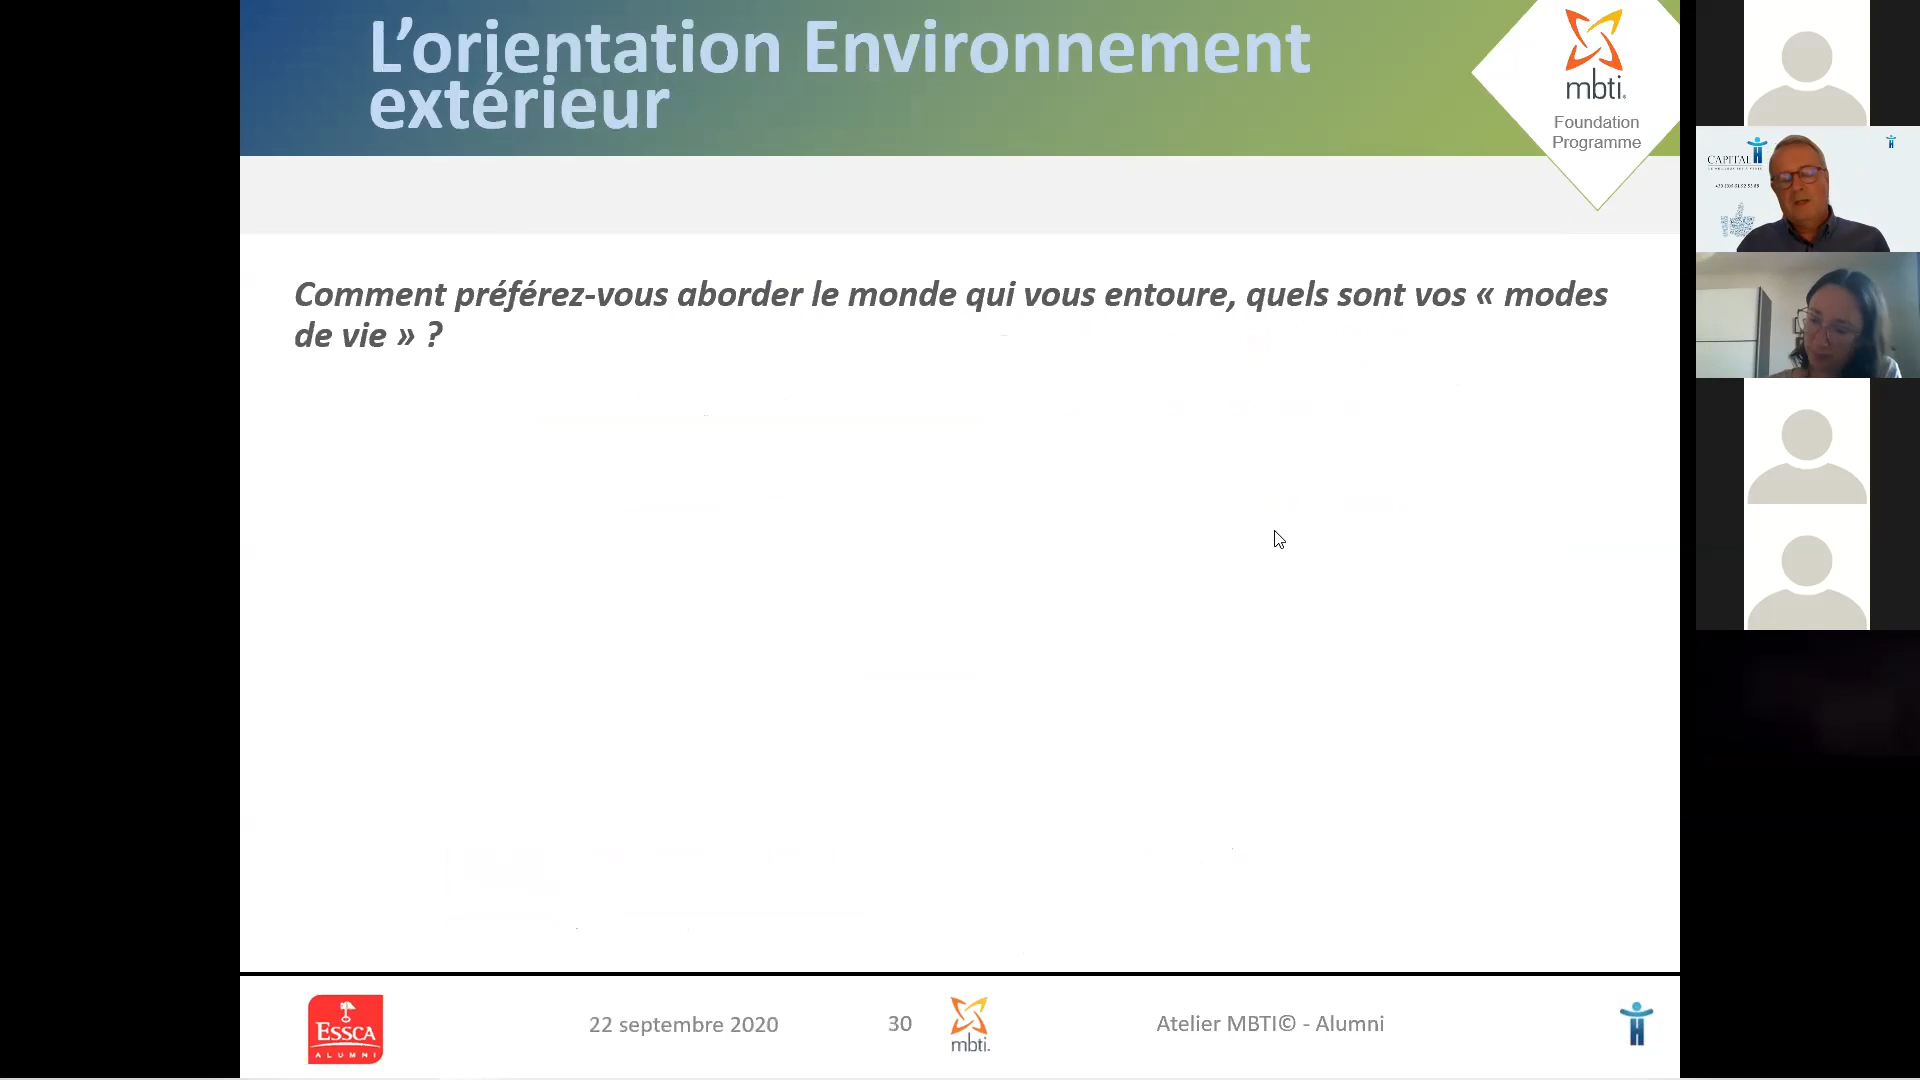 L’orientation Environnement
extérieur
mbti®
Foundation
Programme
CAPITAL H
Comment préférez-vous aborder le monde qui vous entoure, quels sont vos « modes
de vie » ?
ESSCA
ALUMNI
22 septembre 2020
30
mbti®
Atelier MBTI© - Alumni
H